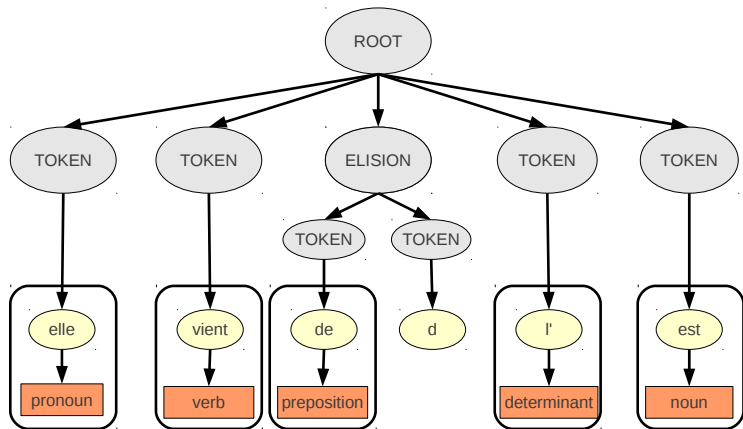 ROOT
TOKEN TOKEN ELISION TOKEN TOKEN
TOKEN TOKEN
elle vient de d l' est
pronoun verb preposition determinant noun